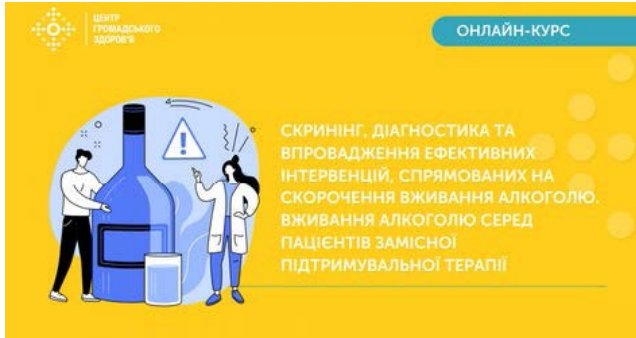 ЦЕНТР
ГРОМАДСЬКОГО
ЗДОРОВ'Я
ОНЛАЙН-КУРС
СКРИНІНГ, ДІАГНОСТИКА ТА
ВПРОВАДЖЕННЯ ЕФЕКТИВНИХ
ІНТЕРВЕНЦІЙ, СПРЯМОВАНИХ НА
СКОРОЧЕННЯ ВЖИВАННЯ АЛКОГОЛЮ.
ВЖИВАННЯ АЛКОГОЛЮ СЕРЕД
ПАЦІЄНТІВ ЗАМІСНОЇ
ПІДТРИМУВАЛЬНОЇ ТЕРАПІЇ